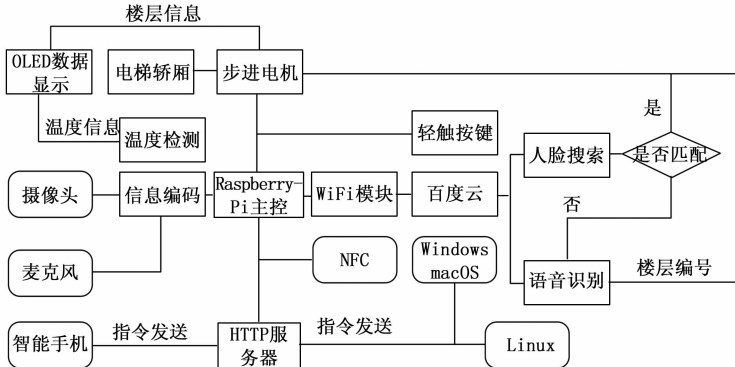 楼层信息
OLED数据
显示
电梯轿厢
步进电机
温度信息
温度检测
轻触按键
是
人脸搜索
是否匹配
摄像头
信息编码
Raspberry-
Pi主控
WiFi模块
百度云
否
麦克风
NFC
Windows
macOS
语音识别
楼层编号
智能手机
指令发送
HTTP服
务器
指令发送
Linux